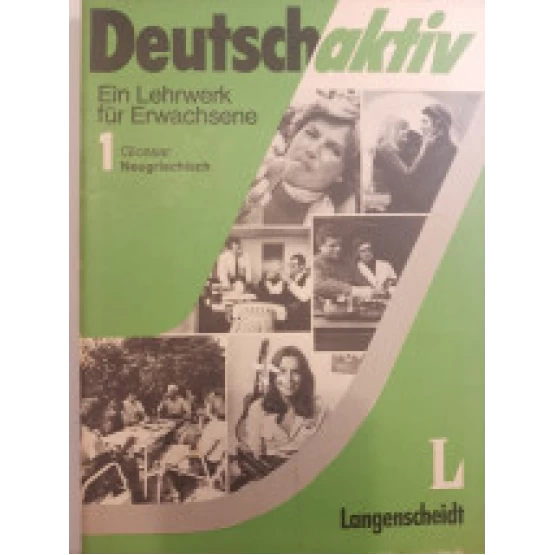 Deutsch aktiv
Ein Lehrwerk
für Erwachsene
1 Glossar
Neugriechisch
L
Langenscheidt